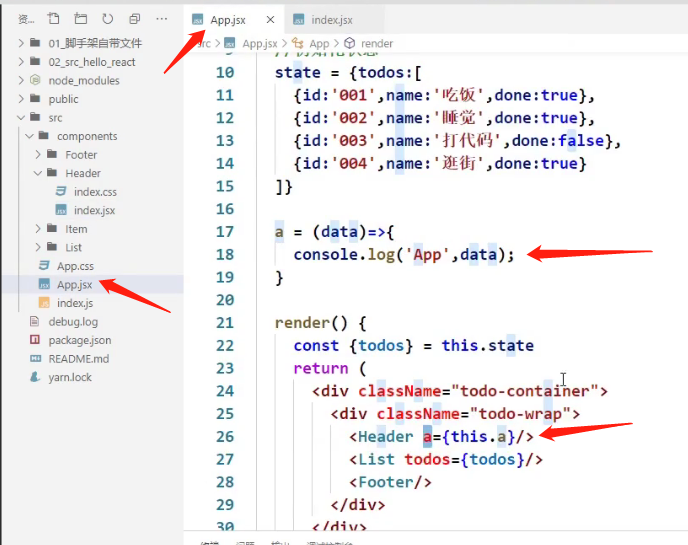 资...
App.jsx
index.jsx
01_脚手架自带文件
02_src_hello_react
node_modules
public
src
components
Footer
Header
index.css
index.jsx
Item
List
App.css
App.jsx
index.js
debug.log
package.json
README.md
yarn.lock
src > App.jsx > App > render
10 state = {todos:[
11 {id:'001',name:'吃饭',done:true},
12 {id:'002',name:'睡觉',done:true},
13 {id:'003',name:'打代码',done:false},
14 {id:'004',name:'逛街',done:true}
15 ]}
16
17 a = (data)=>{
18 console.log('App',data);
19 }
20
21 render() {
22 const {todos} = this.state
23 return (
24 <div className="todo-container">
25 <div className="todo-wrap">
26 <Header a={this.a}/>
27 <List todos={todos}/>
28 <Footer/>
29 </div>
30 </div>